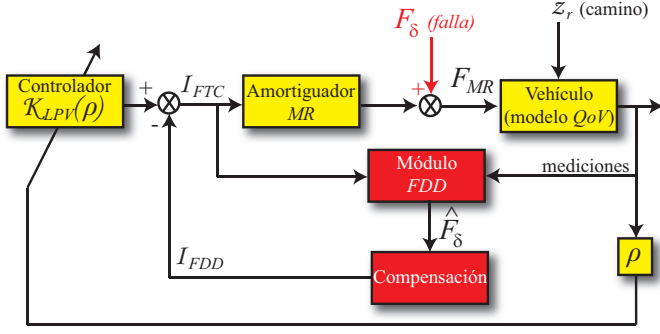 F_δ (falla)
z_r (camino)
Controlador
K_LPV(ρ)
+
-
I_FTC
Amortiguador
MR
+
F_MR
Vehículo
(modelo QoV)
Módulo
FDD
mediciones
F̂_δ
ρ
I_FDD
Compensación